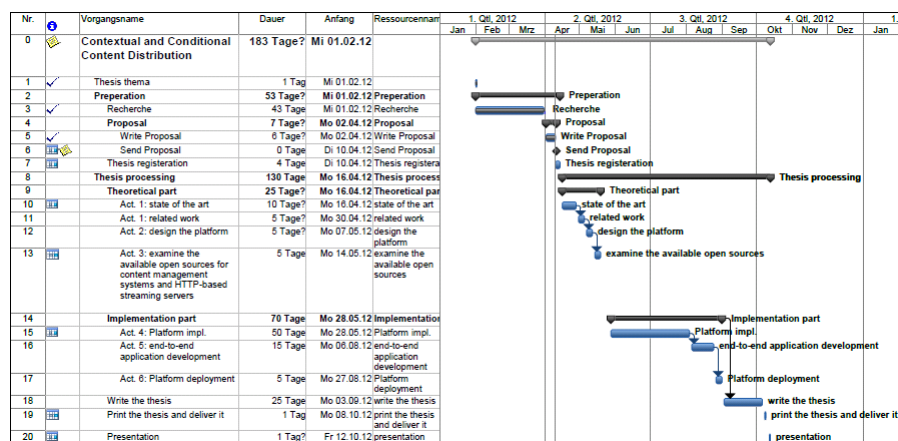 Nr. Vorgangsname Dauer Anfang Ressourcennam 1. Qtl, 2012 2. Qtl, 2012 3. Qtl, 2012 4. Qtl, 2012 1.
Jan Feb Mrz Apr Mai Jun Jul Aug Sep Okt Nov Dez Jan
0 Contextual and Conditional 183 Tage? Mi 01.02.12
Content Distribution
1 Thesis thema 1 Tag Mi 01.02.12
2 Preperation 53 Tage? Mi 01.02.12 Preperation Preperation
3 Recherche 43 Tage Mi 01.02.12 Recherche Recherche
4 Proposal 7 Tage? Mo 02.04.12 Proposal Proposal
5 Write Proposal 6 Tage? Mo 02.04.12 Write Proposal Write Proposal
6 Send Proposal 0 Tage Di 10.04.12 Send Proposal Send Proposal
7 Thesis registeration 4 Tage Di 10.04.12 Thesis registera Thesis registeration
8 Thesis processing 130 Tage Mo 16.04.12 Thesis process Thesis processing
9 Theoretical part 25 Tage? Mo 16.04.12 Theoretical par Theoretical part
10 Act. 1: state of the art 10 Tage? Mo 16.04.12 state of the art state of the art
11 Act. 1: related work 5 Tage? Mo 30.04.12 related work related work
12 Act. 2: design the platform 5 Tage? Mo 07.05.12 design the design the platform
platform
13 Act. 3: examine the 5 Tage Mo 14.05.12 examine the examine the available open sources
available open sources for available open
content management sources
systems and HTTP-based
streaming servers
14 Implementation part 70 Tage Mo 28.05.12 Implementation Implementation part
15 Act. 4: Platform impl. 50 Tage Mo 28.05.12 Platform impl. Platform impl.
16 Act. 5: end-to-end 15 Tage Mo 06.08.12 end-to-end end-to-end application development
application development application
development
17 Act. 6: Platform deployment 5 Tage Mo 27.08.12 Platform Platform deployment
deployment
18 Write the thesis 25 Tage Mo 03.09.12 write the thesis write the thesis
19 Print the thesis and deliver it 1 Tag Mo 08.10.12 print the thesis print the thesis and deliver it
and deliver it
20 Presentation 1 Tag? Fr 12.10.12 presentation presentation